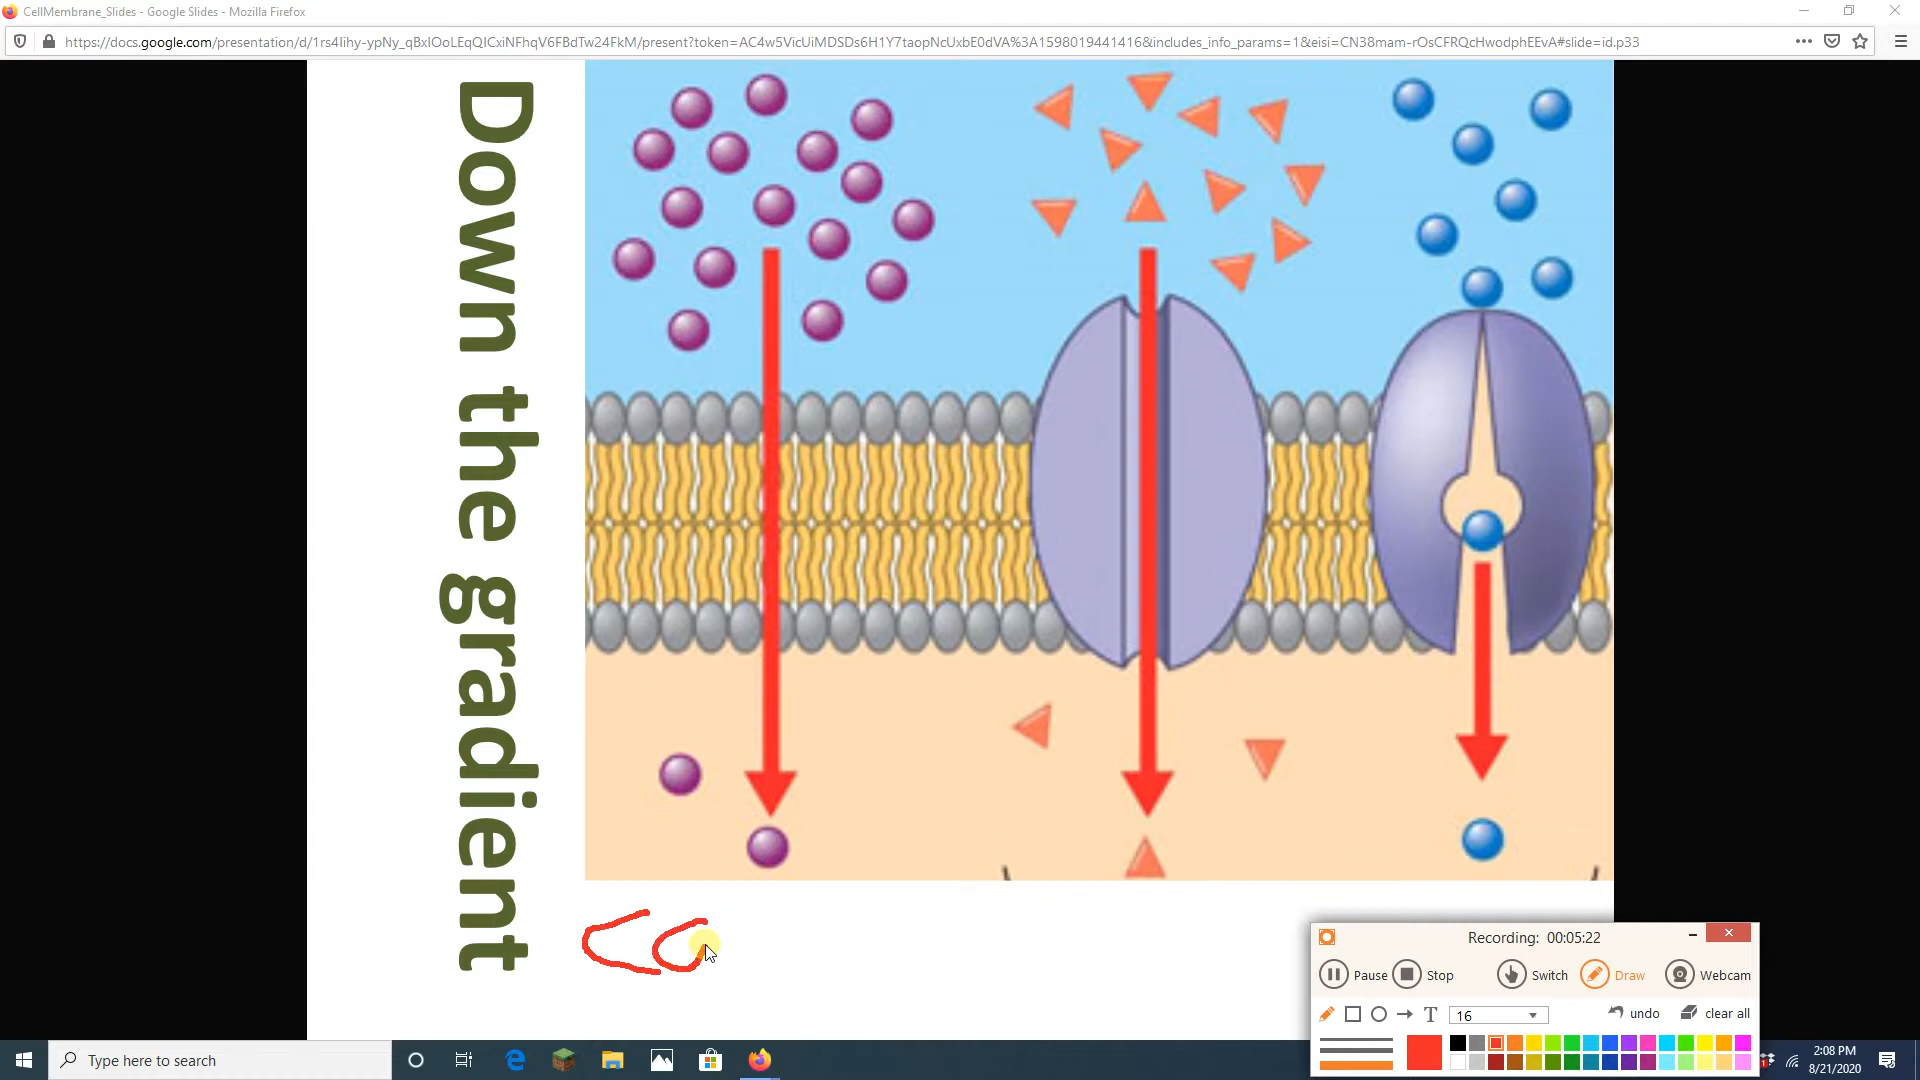 CellMembrane_Slides - Google Slides - Mozilla Firefox
https://docs.google.com/presentation/d/1rs4Iihy-ypNy_qBxIOoLEqQICxiNFhqV6FBdTw24FkM/present?token=AC4w5VicUiMDSDs6H1Y7taopNcUxbE0dVA%3A1598019441416&includes_info_params=1&eisi=CN38mam-rOsCFRQcHwodphEEvA#slide=id.p33
Down the gradient
Recording: 00:05:22
Pause Stop Switch Draw Webcam
T 16 undo clear all
Type here to search
2:08 PM
8/21/2020